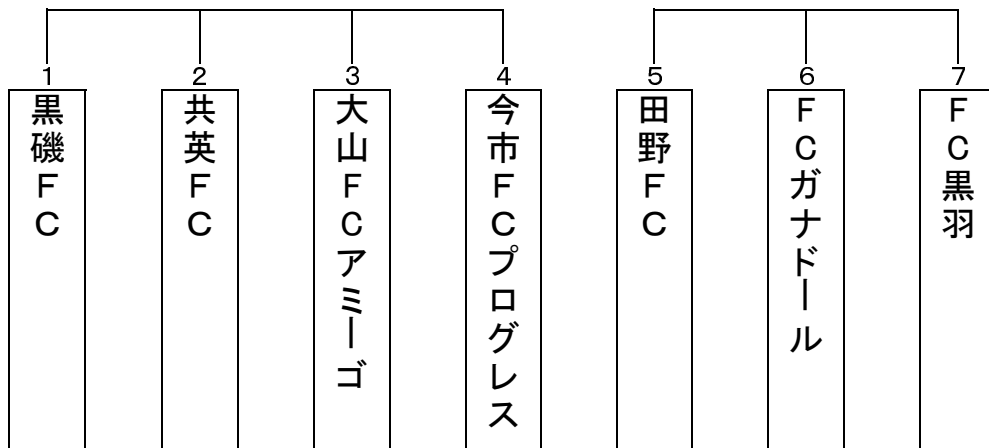 1
黒磯FC
2
共英FC
3
大山FCアミーゴ
4
今市FCプログレス
5
田野FC
6
FCガナドール
7
FC黒羽